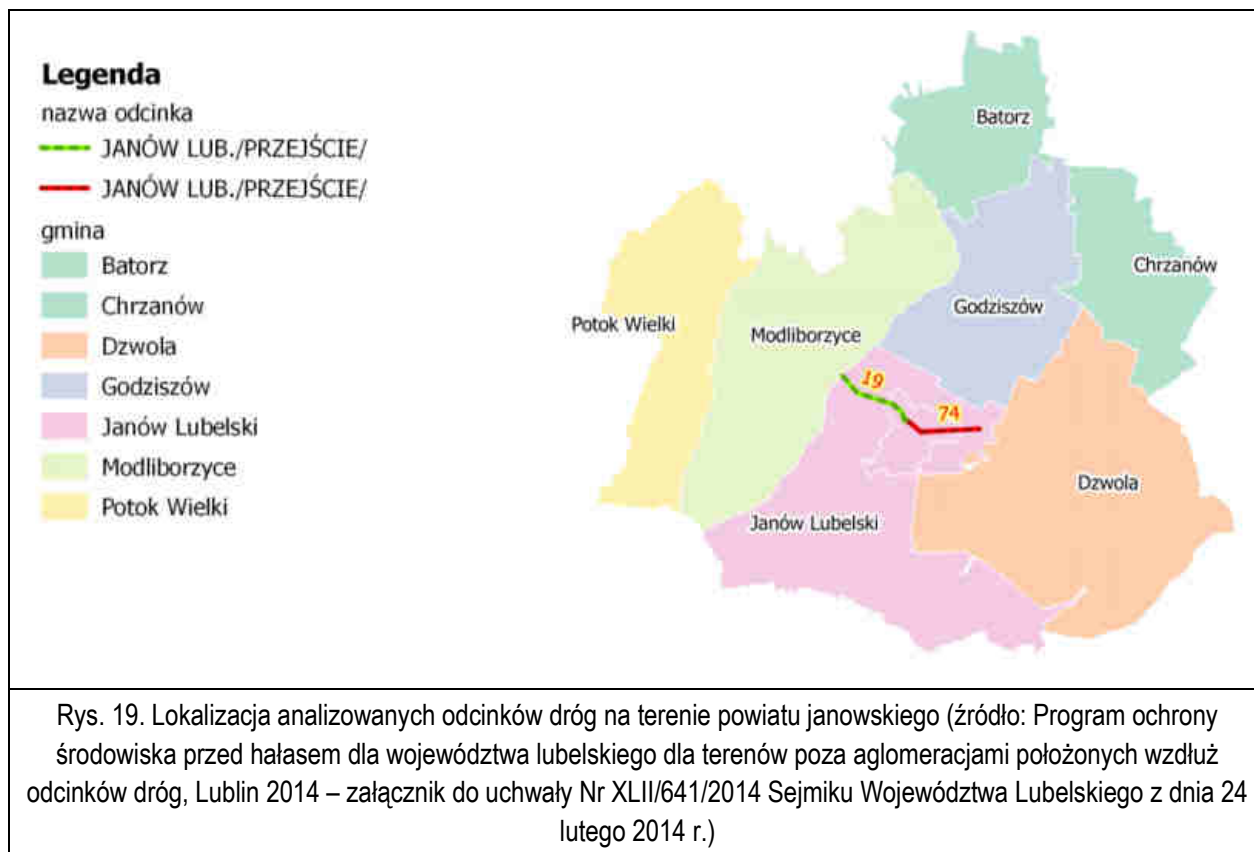 Legenda
nazwa odcinka
JANÓW LUB./PRZEJŚCIE/
JANÓW LUB./PRZEJŚCIE/
gmina
Batorz
Chrzanów
Dzwola
Godziszów
Janów Lubelski
Modliborzyce
Potok Wielki
Batorz
Chrzanów
Godziszów
Potok Wielki
Modliborzyce
19
74
Dzwola
Janów Lubelski
Rys. 19. Lokalizacja analizowanych odcinków dróg na terenie powiatu janowskiego (źródło: Program ochrony
środowiska przed hałasem dla województwa lubelskiego dla terenów poza aglomeracjami położonych wzdłuż
odcinków dróg, Lublin 2014 – załącznik do uchwały Nr XLII/641/2014 Sejmiku Województwa Lubelskiego z dnia 24
lutego 2014 r.)